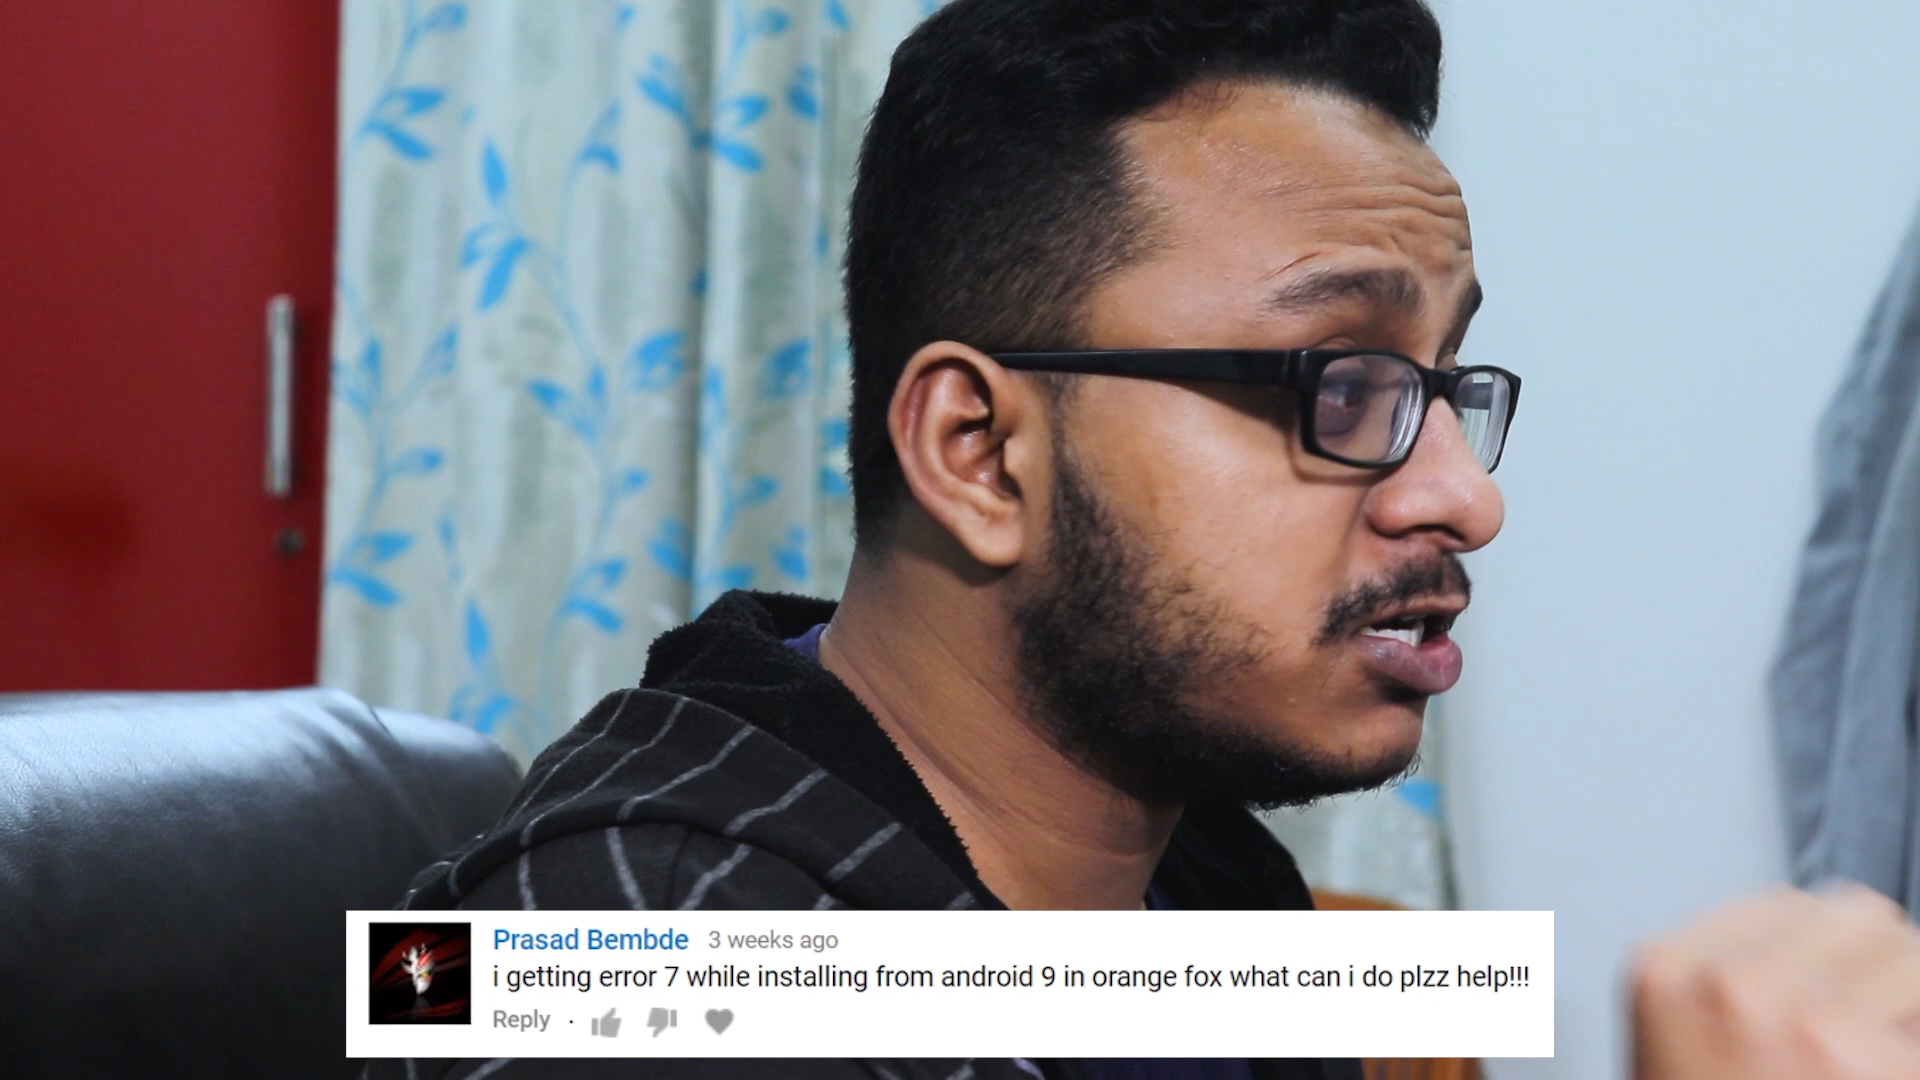 Prasad Bembde 3 weeks ago
i getting error 7 while installing from android 9 in orange fox what can i do plzz help!!!
Reply